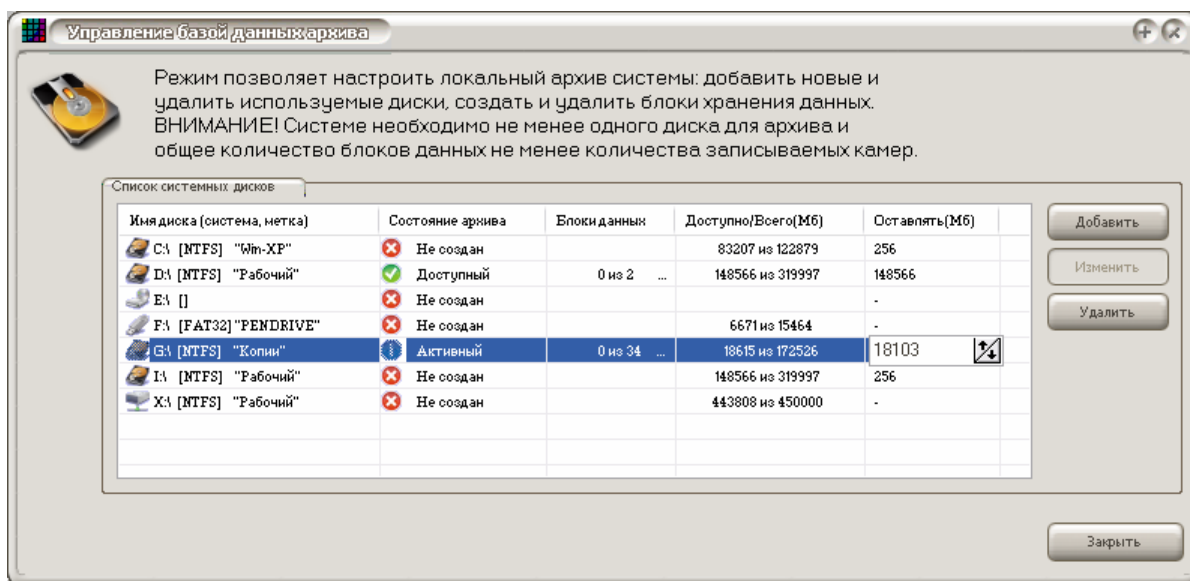 Управление базой данных архива
Режим позволяет настроить локальный архив системы: добавить новые и
удалить используемые диски, создать и удалить блоки хранения данных.
ВНИМАНИЕ! Системе необходимо не менее одного диска для архива и
общее количество блоков данных не менее количества записываемых камер.
Список системных дисков
Имя диска (система, метка) Состояние архива Блоки данных Доступно/Всего(Мб) Оставлять(Мб)
C:\ [NTFS] "Win-XP" Не создан 83207 из 122879 256
D:\ [NTFS] "Рабочий" Доступный 0 из 2 ... 148566 из 319997 148566
E:\ [] Не создан -
F:\ [FAT32] "PENDRIVE" Не создан 6671 из 15464 -
G:\ [NTFS] "Копии" Активный 0 из 34 ... 18615 из 172526 18103
I:\ [NTFS] "Рабочий" Не создан 148566 из 319997 256
X:\ [NTFS] "Рабочий" Не создан 443808 из 450000 -
Добавить
Изменить
Удалить
Закрыть